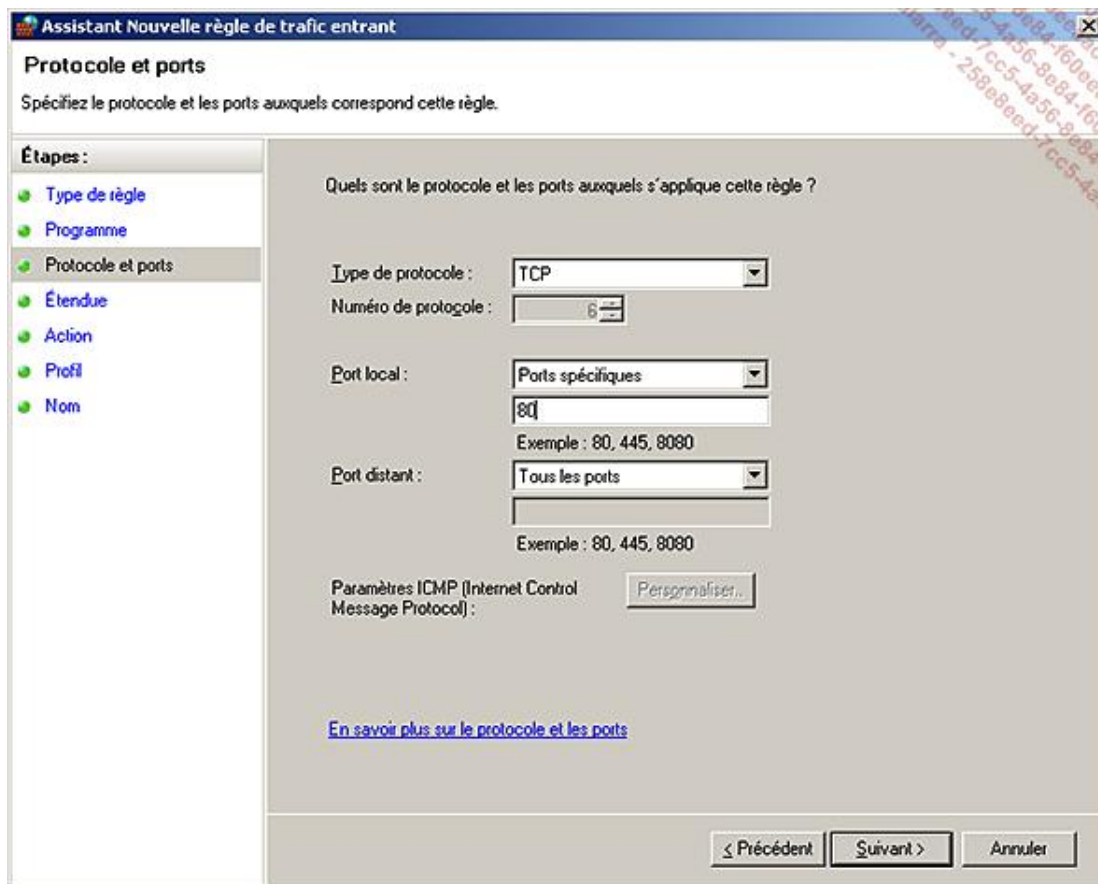 Assistant Nouvelle règle de trafic entrant
Protocole et ports
Spécifiez le protocole et les ports auxquels correspond cette règle.
Étapes :
Type de règle
Programme
Protocole et ports
Étendue
Action
Profil
Nom
Quels sont le protocole et les ports auxquels s'applique cette règle ?
Type de protocole :
TCP
Numéro de protocole :
6
Port local :
Ports spécifiques
80
Exemple : 80, 445, 8080
Port distant :
Tous les ports
Exemple : 80, 445, 8080
Paramètres ICMP (Internet Control
Message Protocol) :
Personnaliser..
En savoir plus sur le protocole et les ports
< Précédent
Suivant >
Annuler